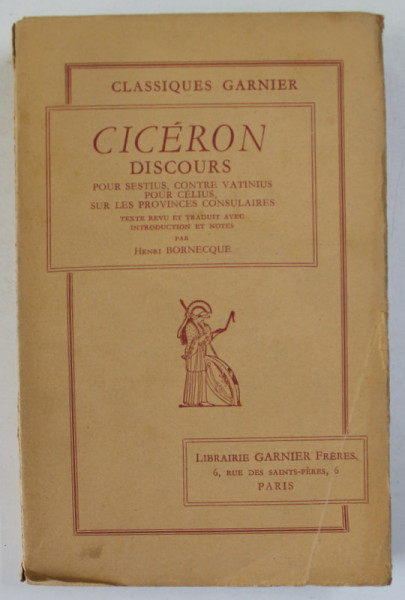 CLASSIQUES GARNIER
CICÉRON
DISCOURS
POUR SESTIUS, CONTRE VATINIUS
POUR CÉLIUS,
SUR LES PROVINCES CONSULAIRES
TEXTE REVU ET TRADUIT AVEC
INTRODUCTION ET NOTES
PAR
HENRI BORNECQUE
LIBRAIRIE GARNIER FRÈRES
6, RUE DES SAINTS-PÈRES, 6
PARIS